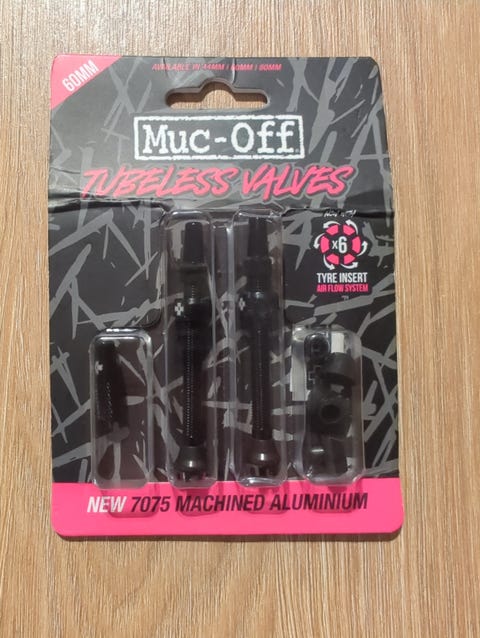 60MM
AVAILABLE IN 44MM | 60MM | 80MM
MUC-OFF
TUBELESS VALVES
x6
TYRE INSERT
AIR FLOW SYSTEM
NEW 7075 MACHINED ALUMINIUM